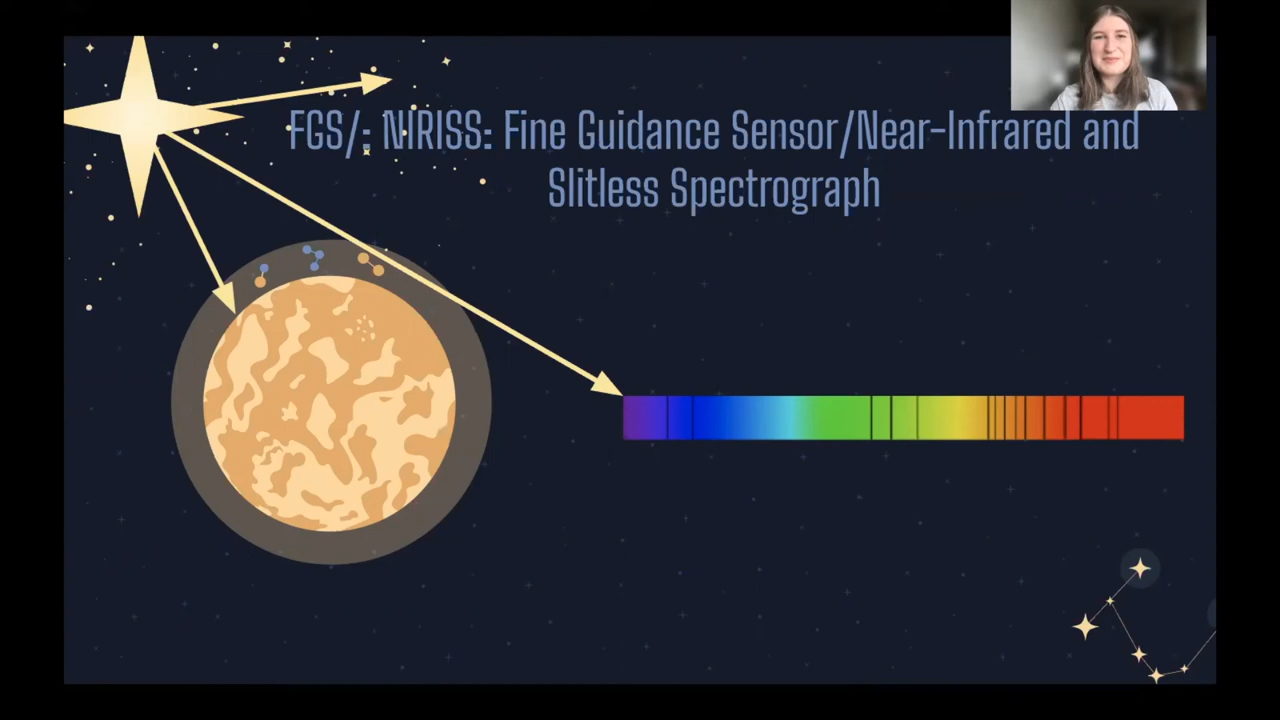 FGS/: NIRISS: Fine Guidance Sensor/Near-Infrared and
Slitless Spectrograph